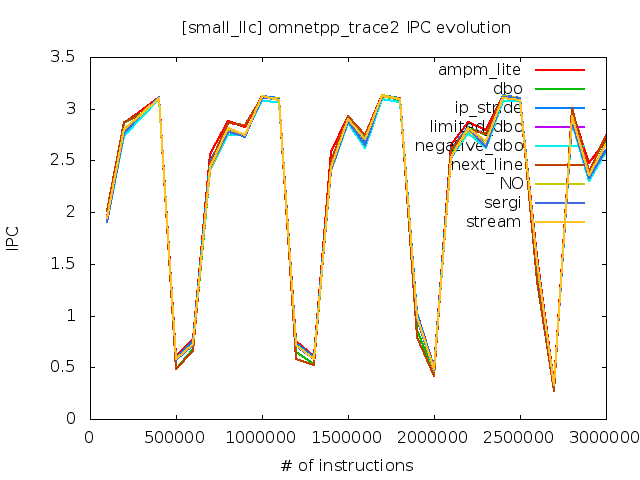 [small_llc] omnetpp_trace2 IPC evolution
3.5
3
2.5
2
1.5
1
0.5
0
IPC
ampm_lite
dbo
ip_stride
limited_dbo
negative_dbo
next_line
NO
sergi
stream
0
500000
1000000
1500000
2000000
2500000
3000000
# of instructions